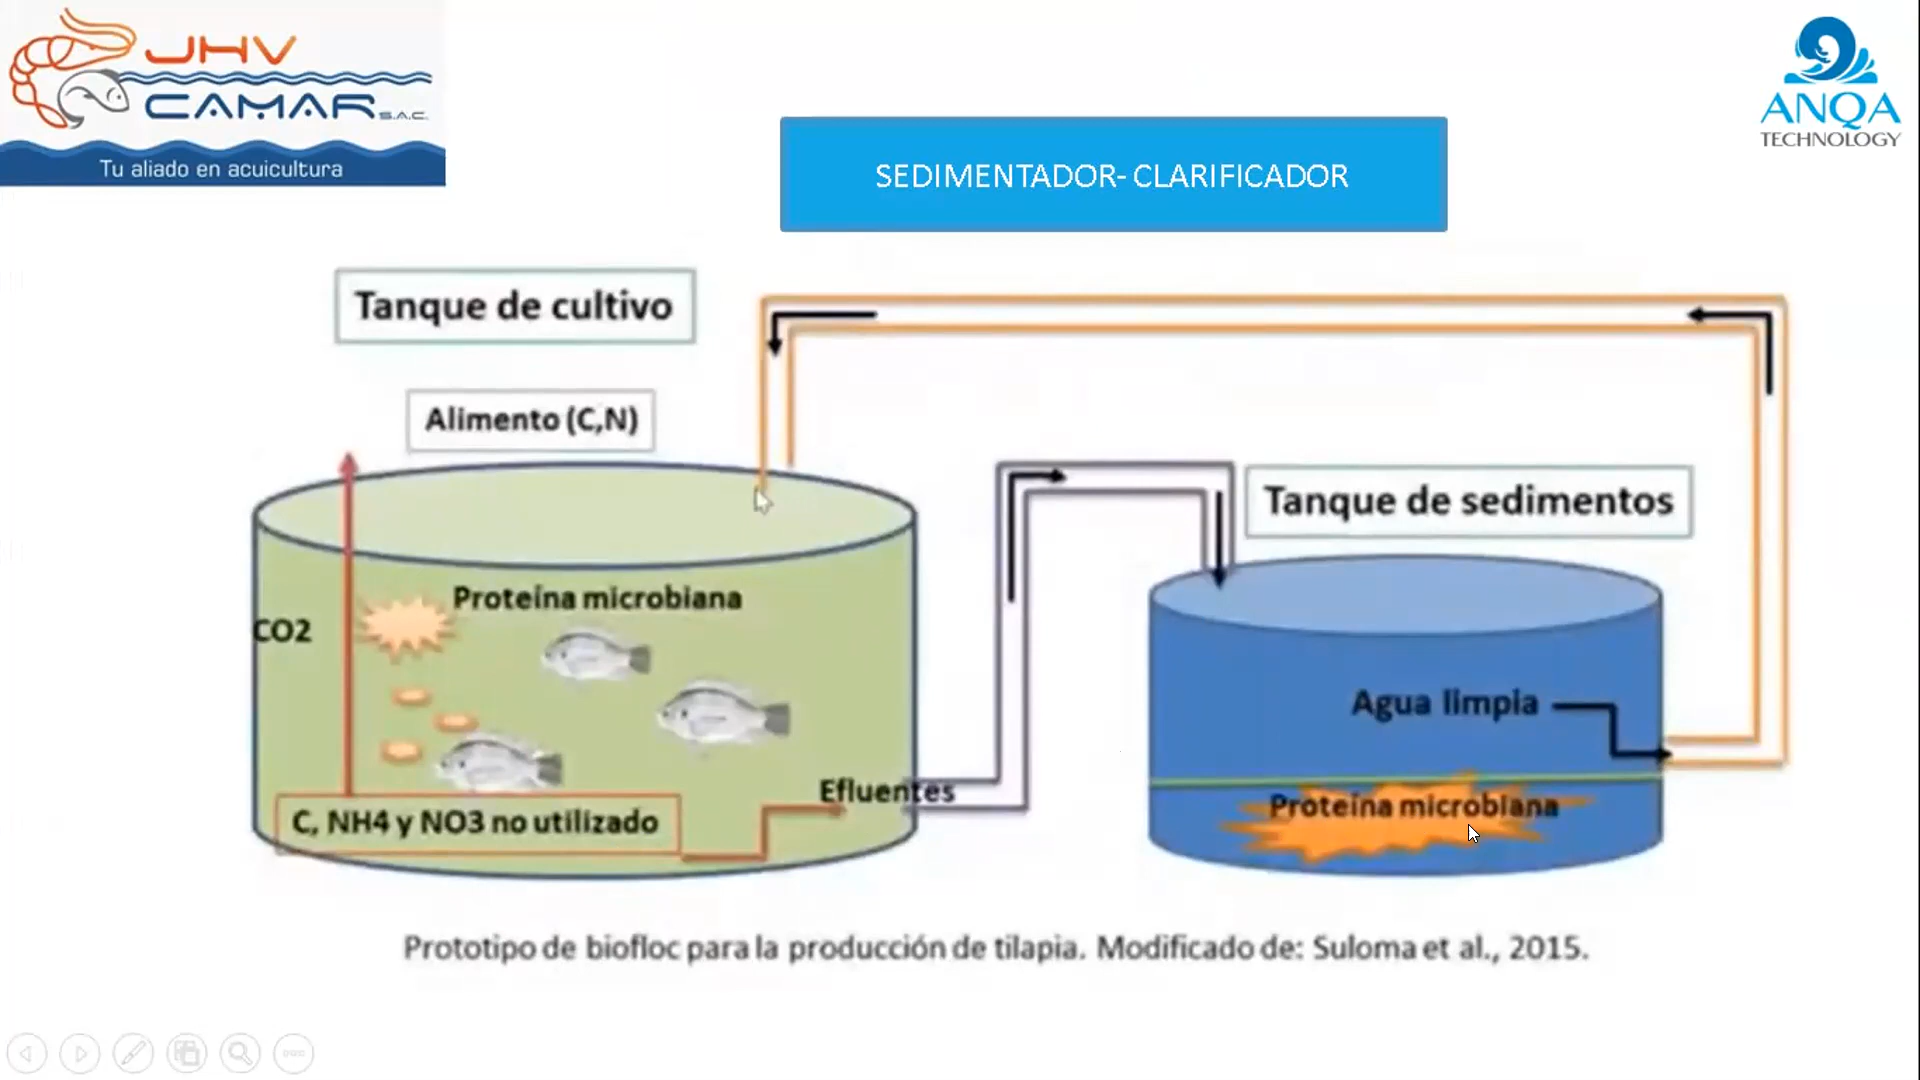 JHV
CAMAR S.A.C.
Tu aliado en acuicultura
ANQA
TECHNOLOGY
SEDIMENTADOR- CLARIFICADOR
Tanque de cultivo
Alimento (C,N)
Tanque de sedimentos
Proteína microbiana
CO2
Agua limpia
Efluentes
Proteína microbiana
C, NH4 y NO3 no utilizado
Prototipo de biofloc para la producción de tilapia. Modificado de: Suloma et al., 2015.